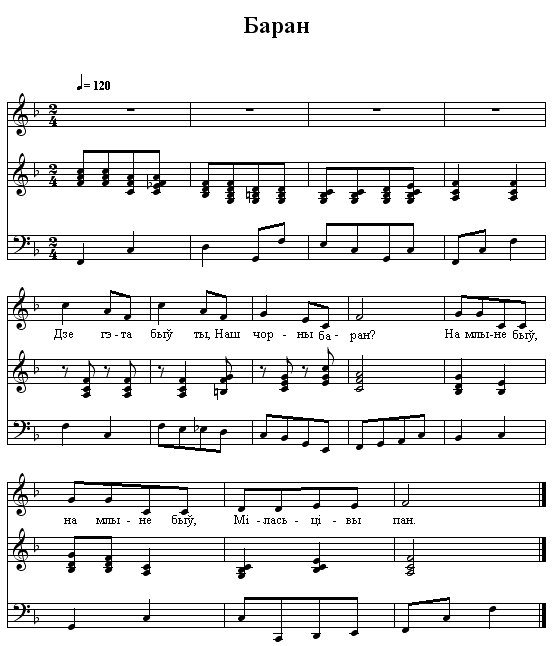 Баран
= 120
Дзе гэ-та быў ты, Наш чор - ны ба - ран? На млы-не быў,
на млы - не быў, Мі - лась - ці - вы пан.